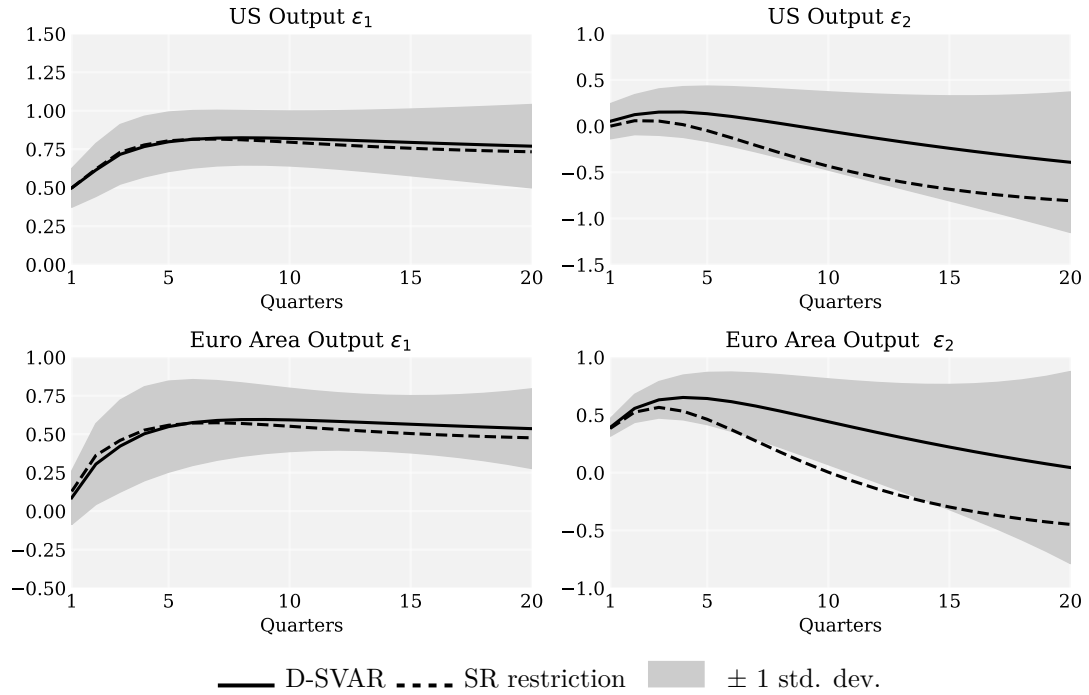 US Output ε1
1.50
1.25
1.00
0.75
0.50
0.25
0.00
1 5 10 15 20
Quarters
US Output ε2
1.0
0.5
0.0
−0.5
−1.0
−1.5
1 5 10 15 20
Quarters
Euro Area Output ε1
1.00
0.75
0.50
0.25
0.00
−0.25
−0.50
1 5 10 15 20
Quarters
Euro Area Output ε2
1.0
0.5
0.0
−0.5
−1.0
1 5 10 15 20
Quarters
D-SVAR SR restriction ± 1 std. dev.